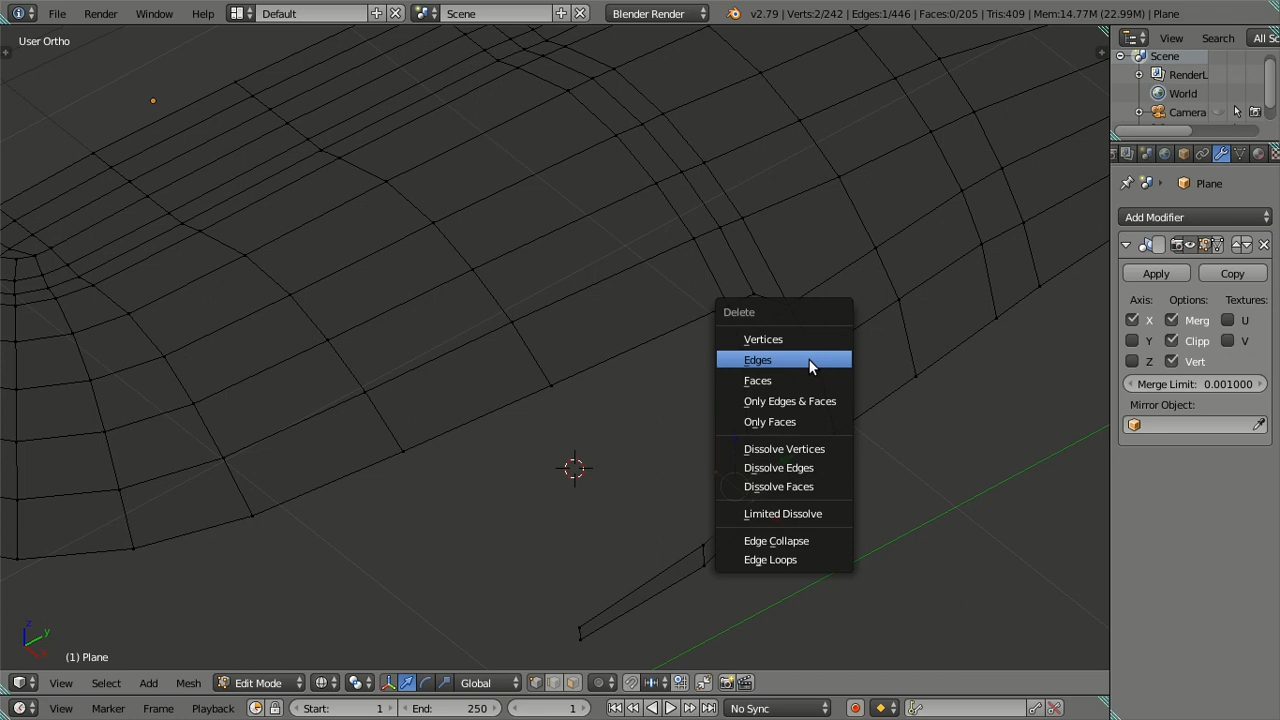 File Render Window Help Default Scene Blender Render v2.79 | Verts:2/242 | Edges:1/446 | Faces:0/205 | Tris:409 | Mem:14.77M (22.99M) | Plane
User Ortho
View Search All Sc
Scene
RenderL
World
Camera
Plane
Add Modifier
Apply Copy
Axis: Options: Textures:
X Merg U
Y Clipp V
Z Vert
Merge Limit: 0.001000
Mirror Object:
Delete
Vertices
Edges
Faces
Only Edges & Faces
Only Faces
Dissolve Vertices
Dissolve Edges
Dissolve Faces
Limited Dissolve
Edge Collapse
Edge Loops
z
y
x
(1) Plane
View Select Add Mesh Edit Mode Global
View Marker Frame Playback Start: 1 End: 250 1 No Sync